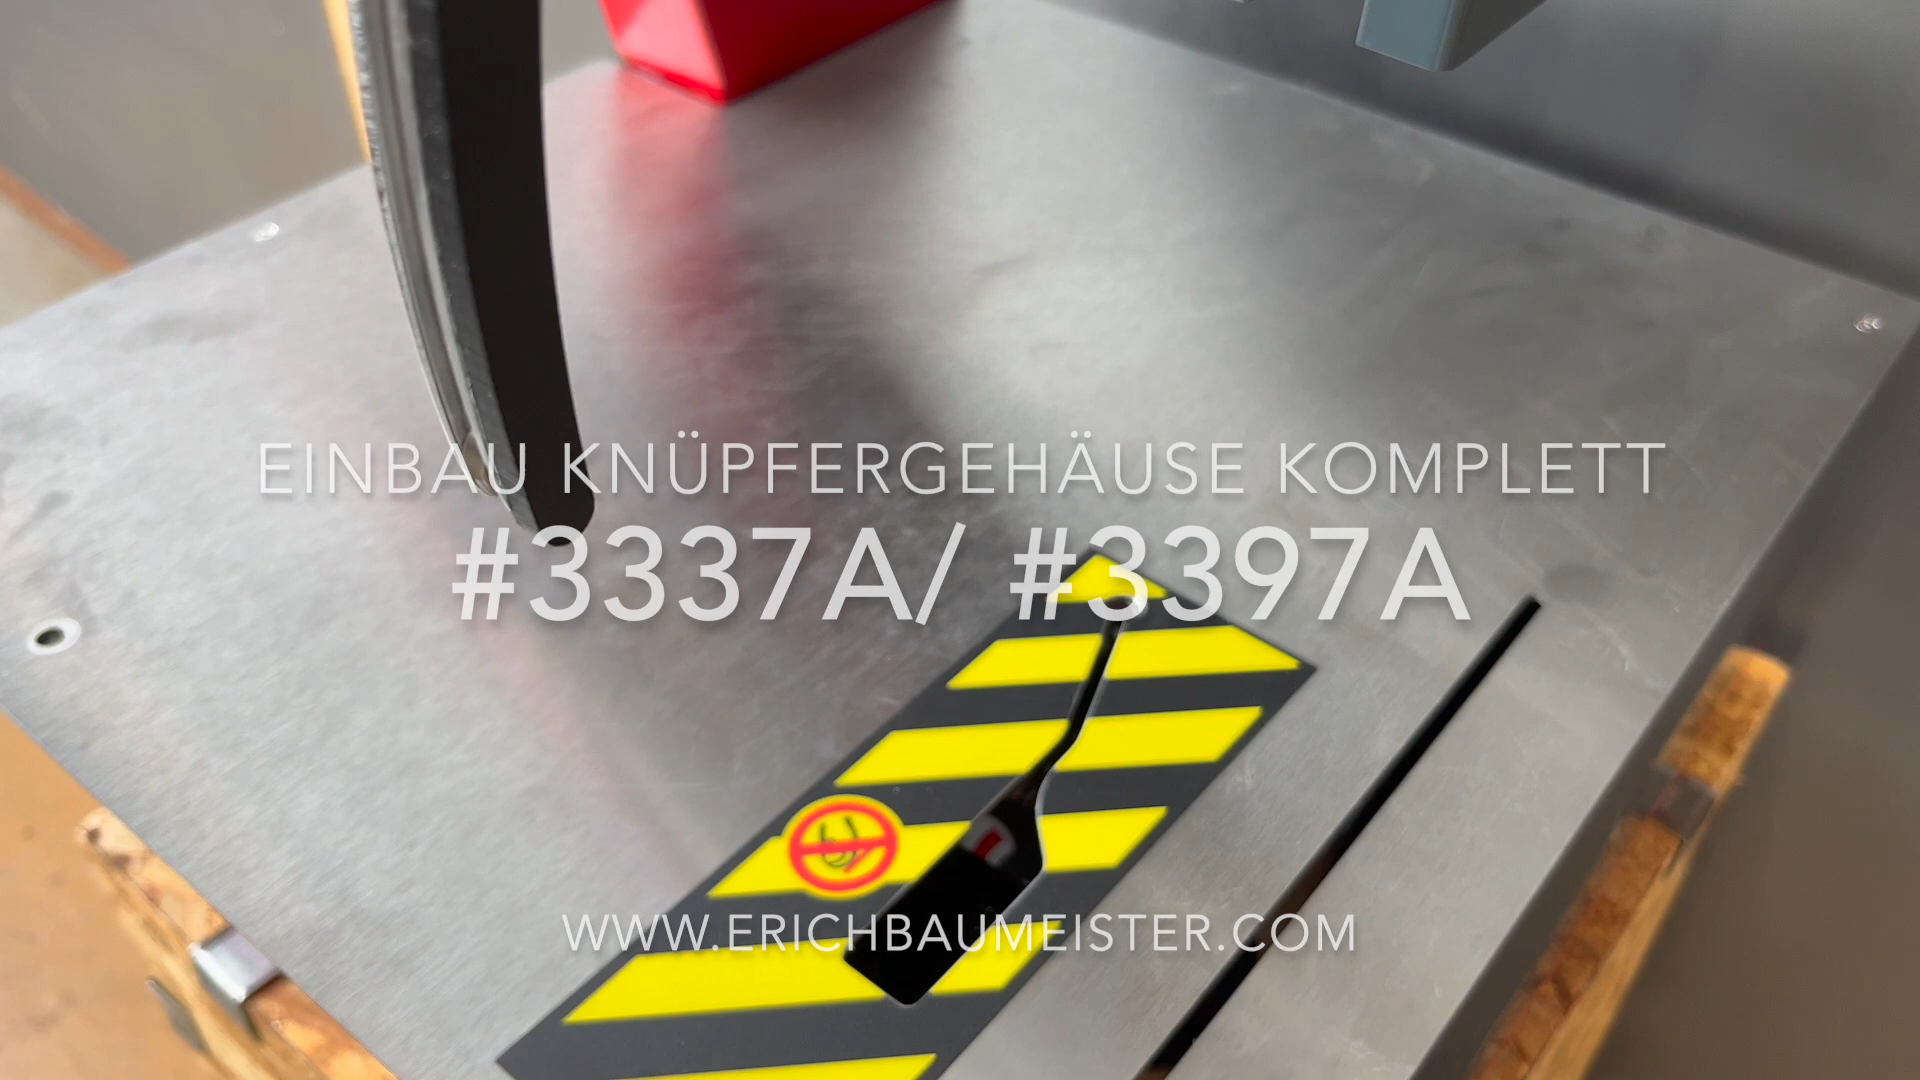 EINBAU KNÜPFERGEHÄUSE KOMPLETT
#3337A/ #3397A
WWW.ERICHBAUMEISTER.COM